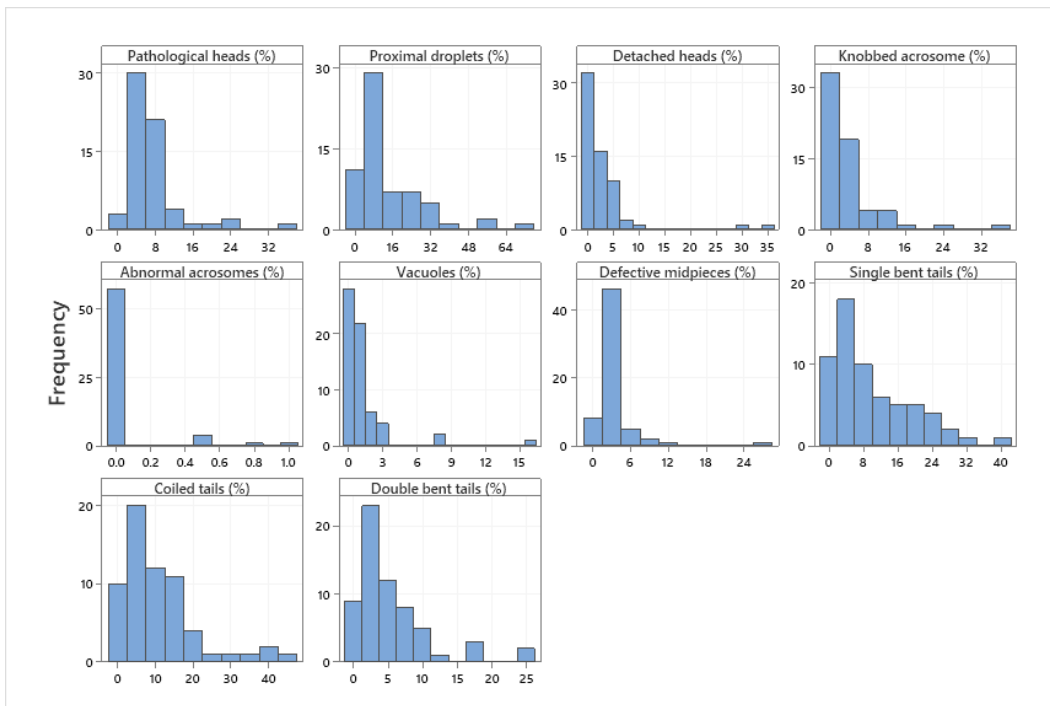 Pathological heads (%)
Proximal droplets (%)
Detached heads (%)
Knobbed acrosome (%)
30
15
0
0 8 16 24 32
30
15
0
0 16 32 48 64
30
15
0
0 5 10 15 20 25 30 35
30
15
0
0 8 16 24 32
Frequency
Abnormal acrosomes (%)
Vacuoles (%)
Defective midpieces (%)
Single bent tails (%)
50
25
0
0.0 0.2 0.4 0.6 0.8 1.0
20
10
0
0 3 6 9 12 15
40
20
0
0 6 12 18 24
20
10
0
0 8 16 24 32 40
Coiled tails (%)
Double bent tails (%)
20
10
0
0 10 20 30 40
20
10
0
0 5 10 15 20 25